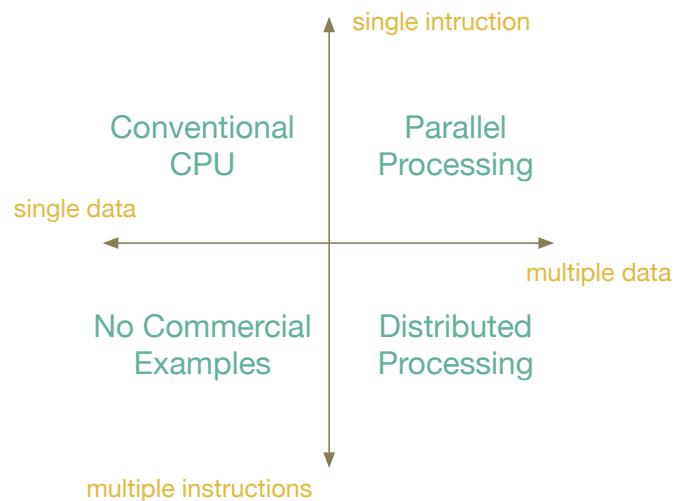 single intruction
Conventional
CPU
Parallel
Processing
single data
multiple data
No Commercial
Examples
Distributed
Processing
multiple instructions